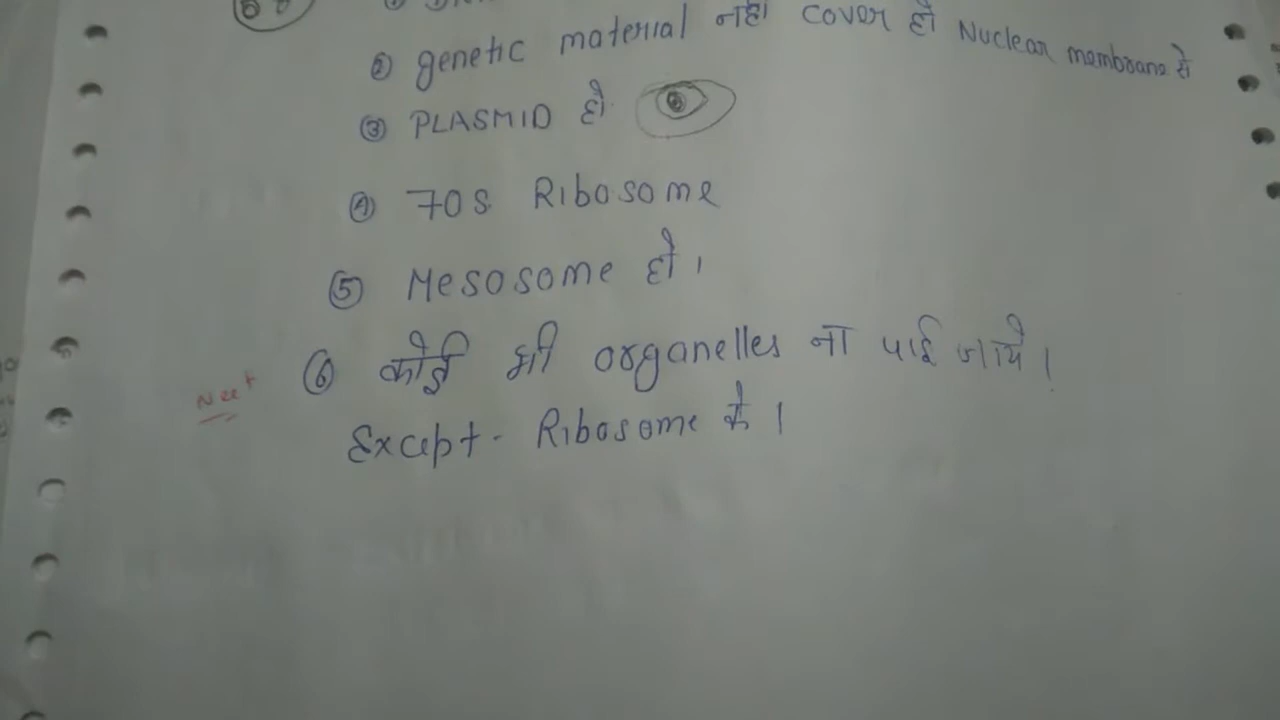 ② genetic material नहा cover हो Nuclear membrane से
③ PLASMID हो
④ 70s Ribosome
⑤ Mesosome हो।
⑥ कोई भी organelles ना पाई जाये।
Neet
Except - Ribosome के।